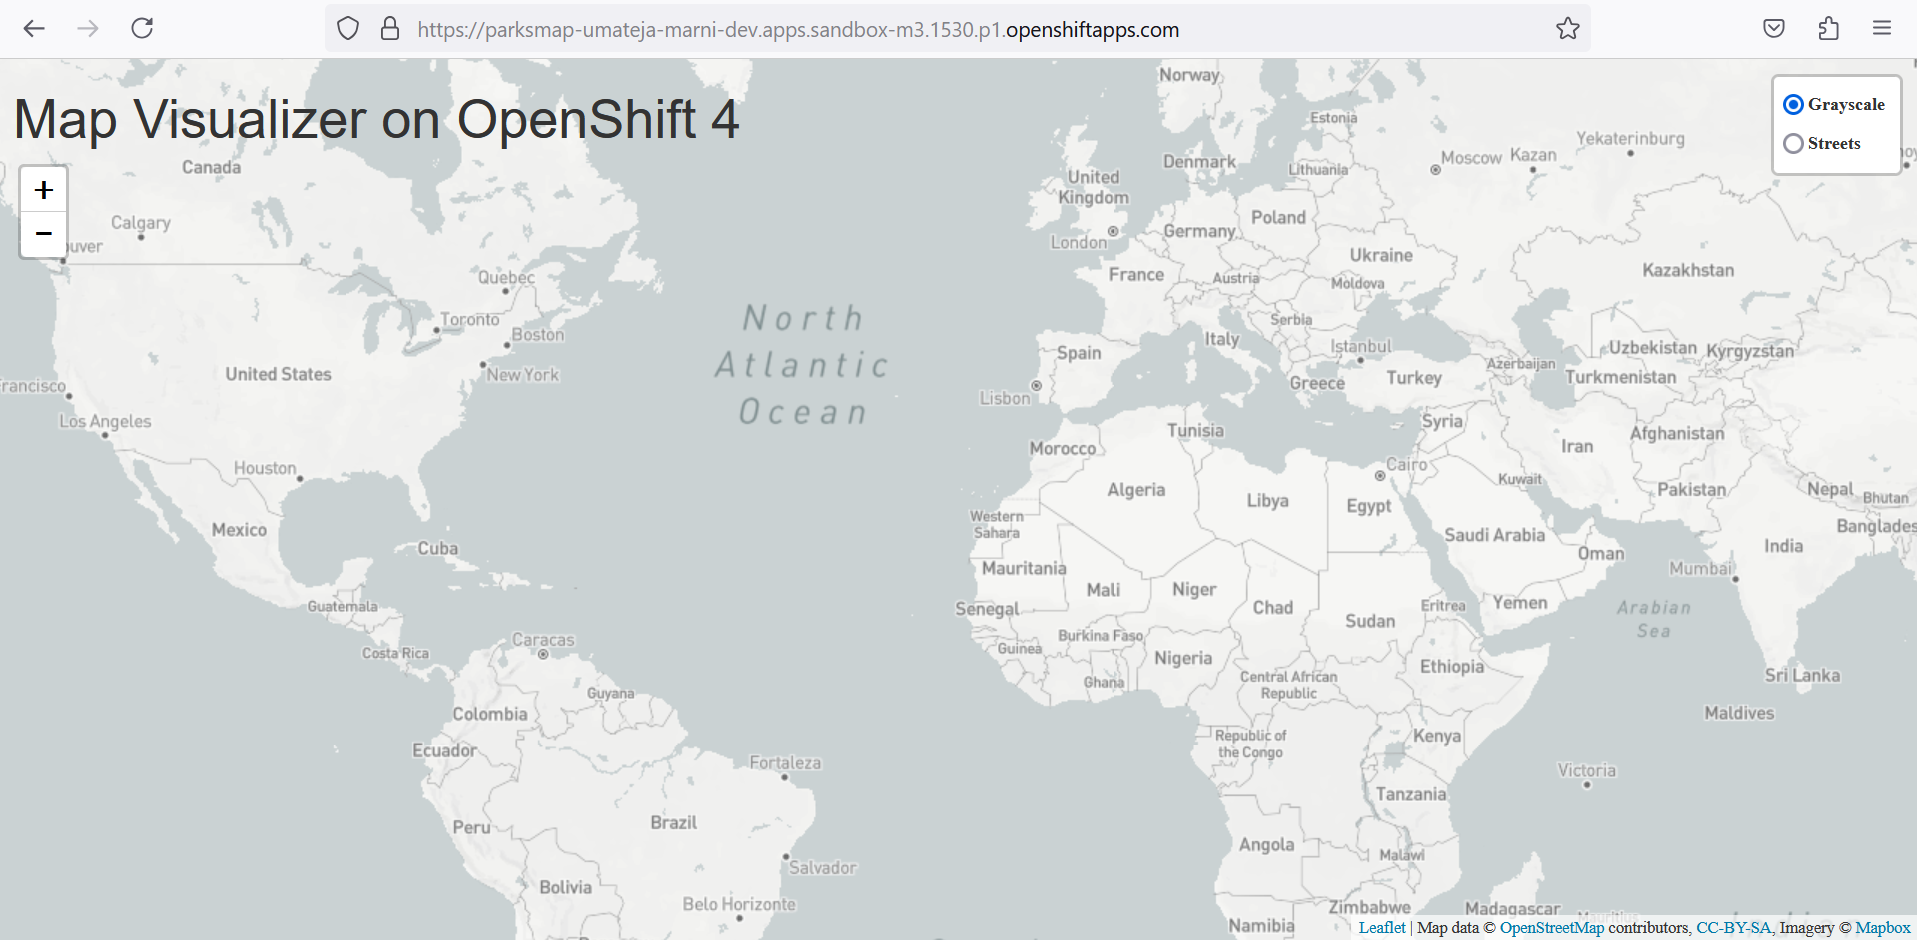 https://parksmap-umateja-marni-dev.apps.sandbox-m3.1530.p1.openshiftapps.com
Map Visualizer on OpenShift 4
+
−
Grayscale
Streets
Norway
Estonia
Yekaterinburg
Moscow
Kazan
Denmark
Lithuania
Canada
United
Kingdom
Calgary
Poland
Germany
London
Ukraine
France
Austria
Moldova
Kazakhstan
Quebec
Toronto
Boston
North
Atlantic
Ocean
Serbia
Italy
Istanbul
Spain
Uzbekistan
Kyrgyzstan
Azerbaijan
United States
New York
Greece
Turkey
Turkmenistan
rancisco
Lisbon
Los Angeles
Syria
Tunisia
Afghanistan
Morocco
Iran
Houston
Cairo
Kuwait
Algeria
Libya
Egypt
Pakistan
Nepal
Bhutan
Western
Sahara
Mexico
Saudi Arabia
Banglades
Cuba
Oman
India
Mauritania
Mumbai
Mali
Niger
Guatemala
Senegal
Chad
Eritrea
Yemen
Arabian
Sea
Sudan
Caracas
Burkina Faso
Costa Rica
Guinea
Nigeria
Ethiopia
Ghana
Central African
Republic
Sri Lanka
Guyana
Colombia
Maldives
Ecuador
Republic of
the Congo
Kenya
Fortaleza
Victoria
Tanzania
Peru
Brazil
Angola
Malawi
Salvador
Bolivia
Belo Horizonte
Zimbabwe
Madagascar
Namibia
Leaflet | Map data © OpenStreetMap contributors, CC-BY-SA, Imagery © Mapbox